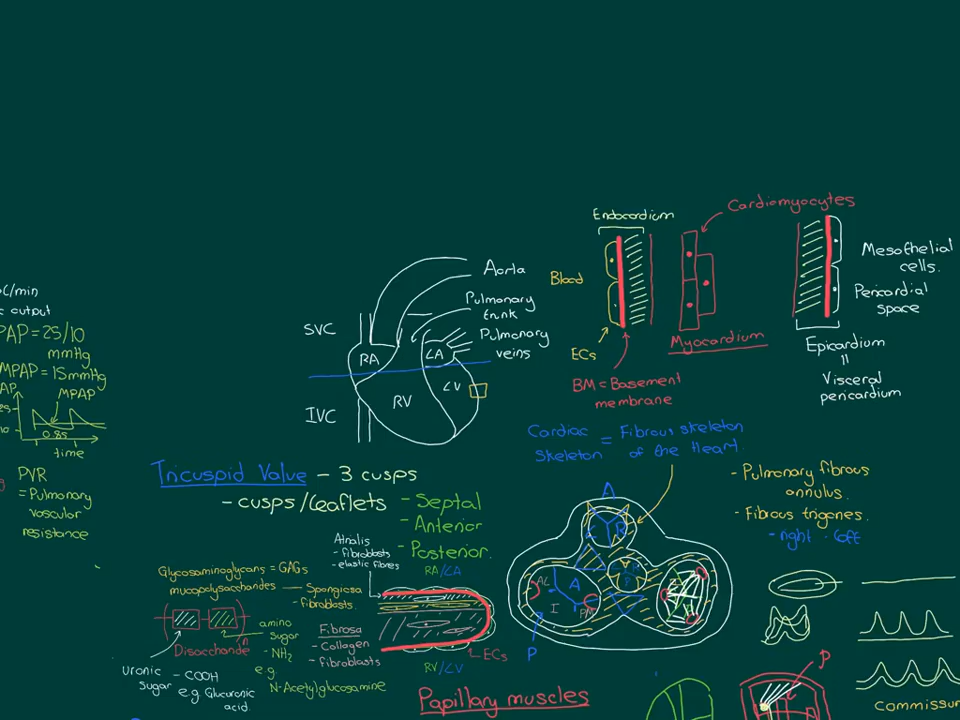 c output
PAP = 25/10
mmHg
MPAP = 15mmHg
MPAP
0.8s
time
PVR
= Pulmonary
vascular
resistance
SVC
IVC
RA
LA
RV
LV
Aorta
Pulmonary
trunk
Pulmonary
veins
Endocardium
Blood
ECs
BM = Basement
membrane
Cardiomyocytes
Myocardium
Mesothelial
cells.
Pericardial
space
Epicardium
=
Visceral
pericardium
Cardiac = Fibrous skeleton
Skeleton of the Heart.
- Pulmonary fibrous
annulus.
- Fibrous trigones.
- right · Left
Tricuspid Valve - 3 cusps
- cusps/Leaflets - Septal
- Anterior
- Posterior.
RA/LA
Atrialis
- fibroblasts
- elastic fibres
Glycosaminoglycans = GAGs
mucopolysaccharides — Spongiosa
- fibroblasts.
Fibrosa
- Collagen
- fibroblasts
RV/LV
ECs
Disaccharide
n
amino
sugar
- NH₂
e.g
N-Acetylglucosamine
Uronic
Sugar
- COOH
e.g Glucuronic
acid.
A
R
AL
A
I
P
Papillary muscles
P